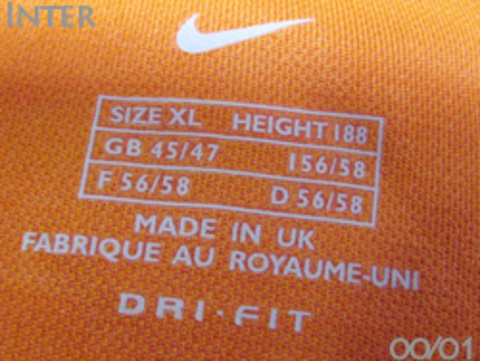 INTER
SIZE XL HEIGHT 188
GB 45/47 I 56/58
F 56/58 D 56/58
MADE IN UK
FABRIQUE AU ROYAUME-UNI
DRI-FIT
00/01